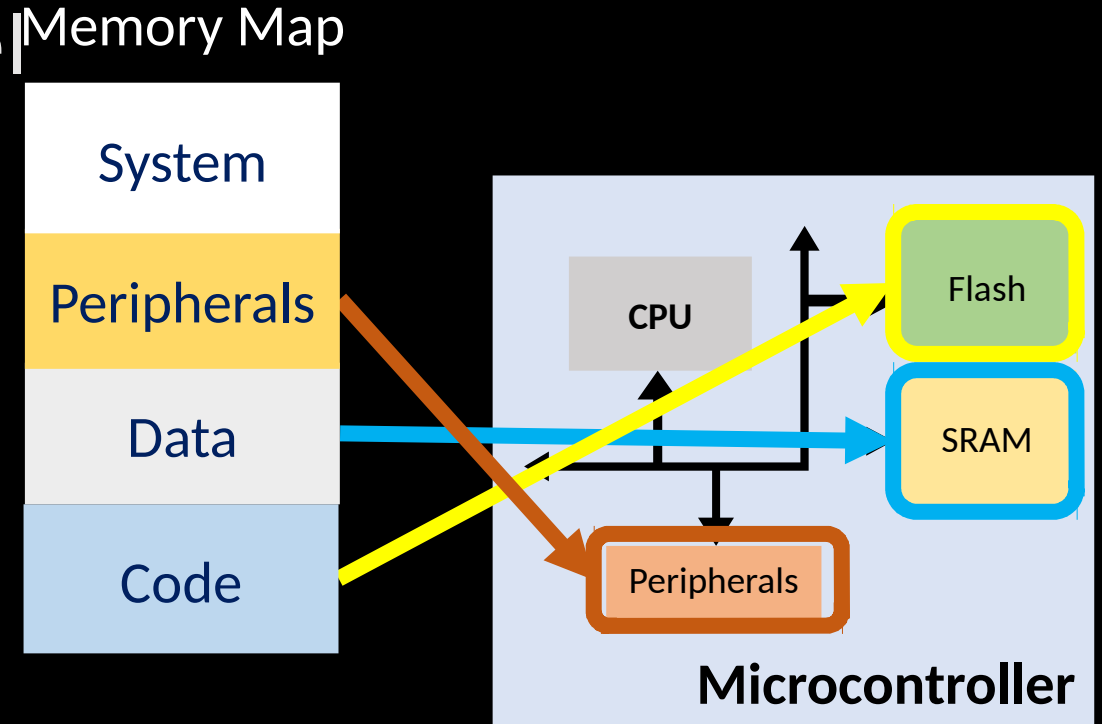 Memory Map
System
Peripherals
Data
Code
CPU
Flash
SRAM
Peripherals
Microcontroller